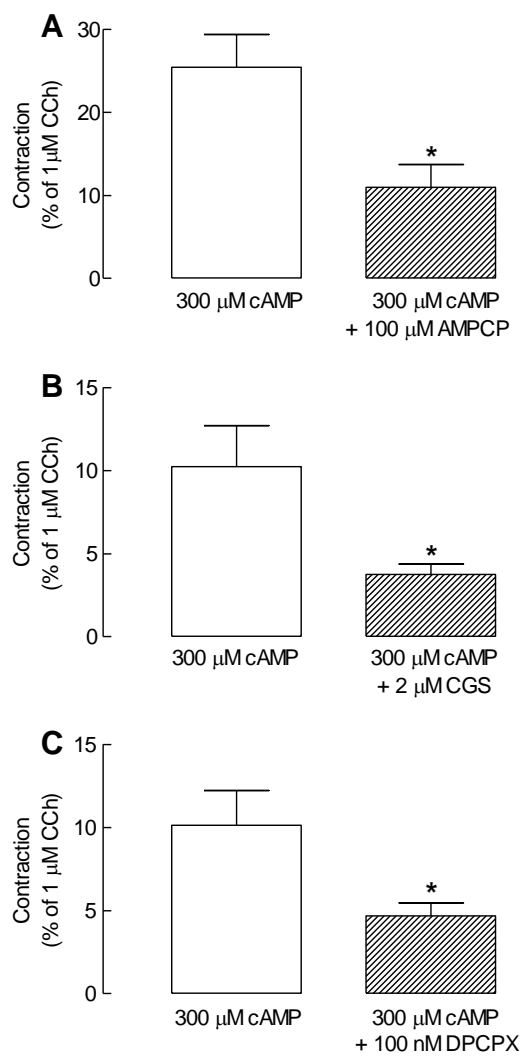 A
Contraction
(% of 1μM CCh)
30
20
10
0
*
300 μM cAMP
300 μM cAMP
+ 100 μM AMPCP
B
Contraction
(% of 1 μM CCh)
15
10
5
0
*
300 μM cAMP
300 μM cAMP
+ 2 μM CGS
C
Contraction
(% of 1 μM CCh)
15
10
5
0
*
300 μM cAMP
300 μM cAMP
+ 100 nM DPCPX